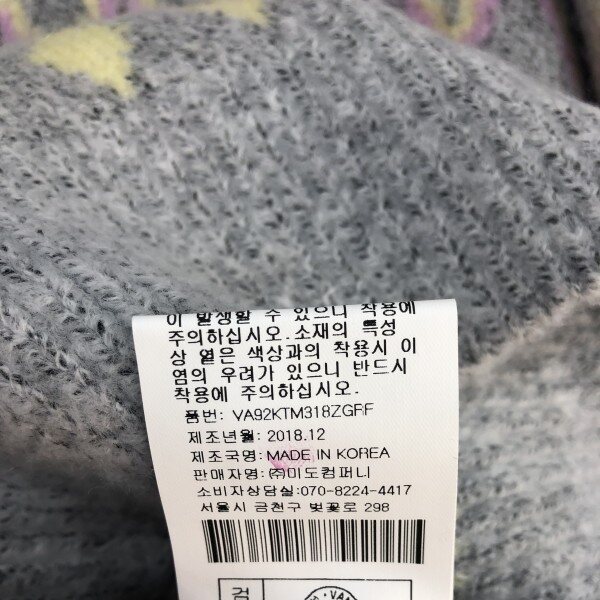 이 발생할 수 있으니 착용에
주의하십시오.소재의 특성
상 옅은 색상과의 착용시 이
염의 우려가 있으니 반드시
착용에 주의하십시오.
품번: VA92KTM318ZGRF
제조년월: 2018.12
제조국명: MADE IN KOREA
판매자명:(주)미도컴퍼니
소비자상담실:070-8224-4417
서울시 금천구 벚꽃로 298
검
VAN